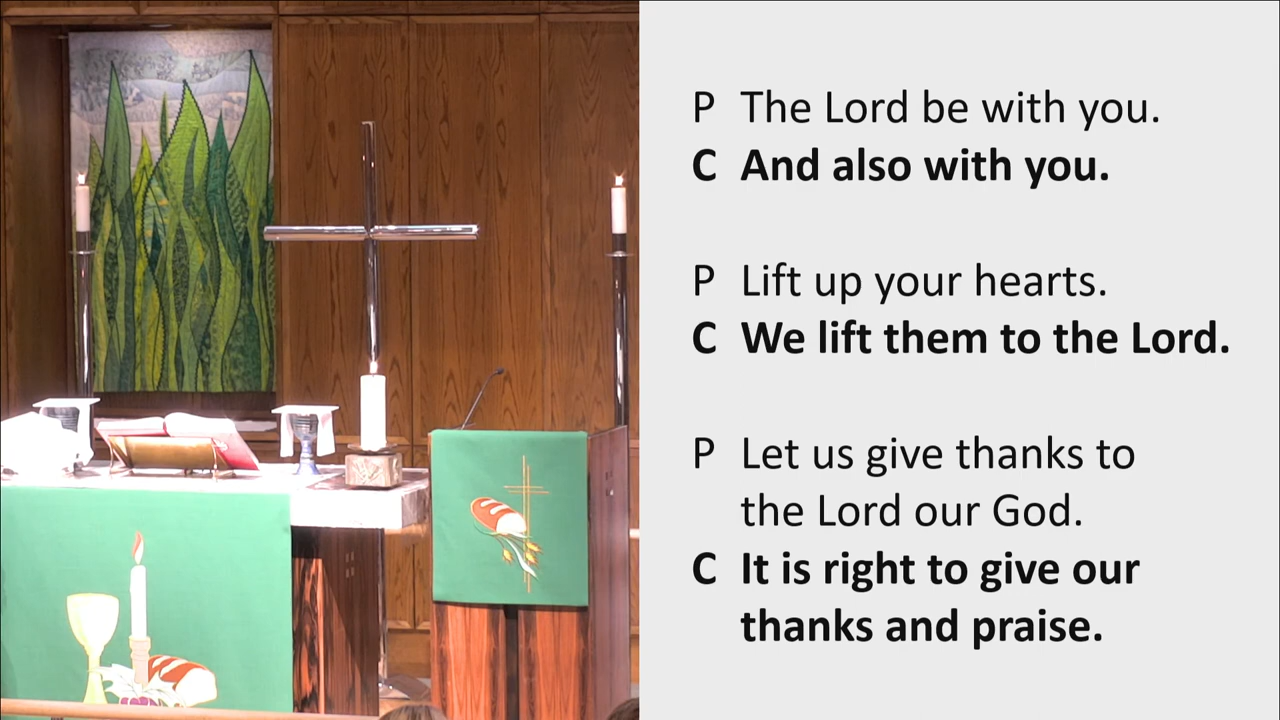 P The Lord be with you.
C And also with you.
P Lift up your hearts.
C We lift them to the Lord.
P Let us give thanks to
the Lord our God.
C It is right to give our
thanks and praise.